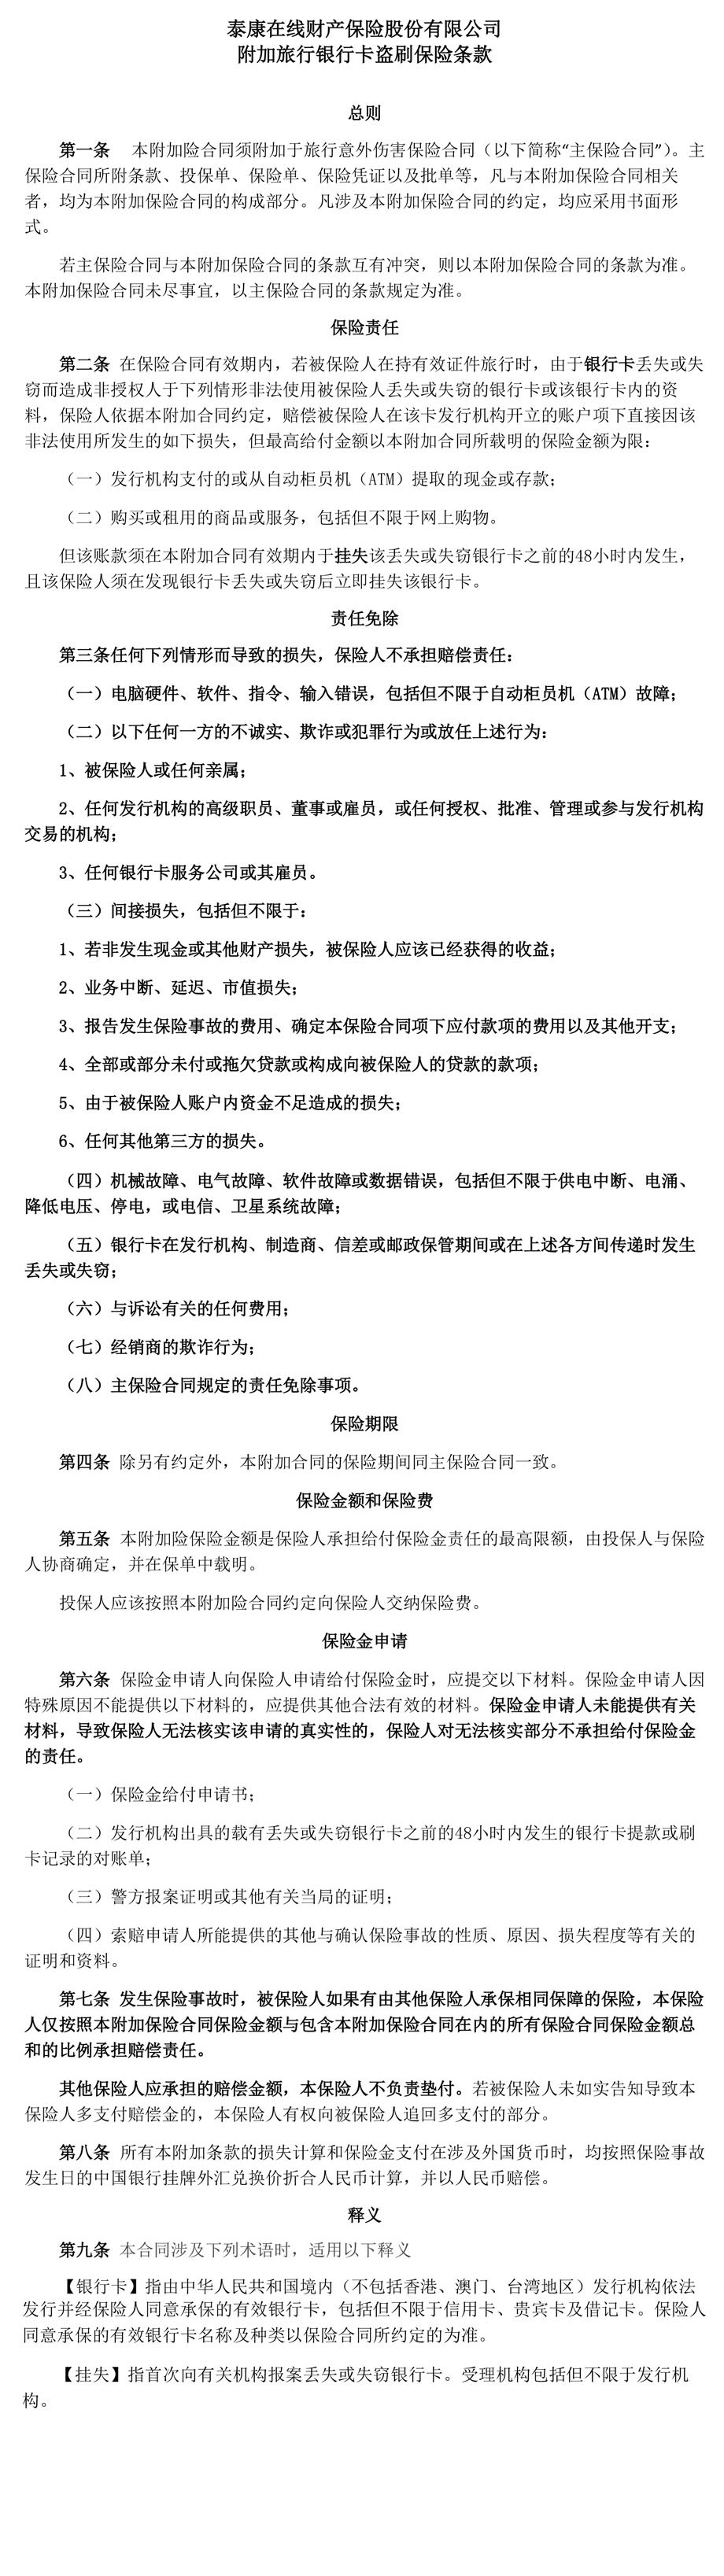 泰康在线财产保险股份有限公司
附加旅行银行卡盗刷保险条款
总则
第一条 本附加险合同须附加于旅行意外伤害保险合同（以下简称“主保险合同”）。主
保险合同所附条款、投保单、保险单、保险凭证以及批单等，凡与本附加保险合同相关
者，均为本附加保险合同的构成部分。凡涉及本附加保险合同的约定，均应采用书面形
式。
若主保险合同与本附加保险合同的条款互有冲突，则以本附加保险合同的条款为准。
本附加保险合同未尽事宜，以主保险合同的条款规定为准。
保险责任
第二条 在保险合同有效期内，若被保险人在持有效证件旅行时，由于银行卡丢失或失
窃而造成非授权人于下列情形非法使用被保险人丢失或失窃的银行卡或该银行卡内的资
料，保险人依据本附加合同约定，赔偿被保险人在该卡发行机构开立的账户项下直接因该
非法使用所发生的如下损失，但最高给付金额以本附加合同所载明的保险金额为限：
（一）发行机构支付的或从自动柜员机（ATM）提取的现金或存款；
（二）购买或租用的商品或服务，包括但不限于网上购物。
但该账款须在本附加合同有效期内于挂失该丢失或失窃银行卡之前的48小时内发生，
且该保险人须在发现银行卡丢失或失窃后立即挂失该银行卡。
责任免除
第三条任何下列情形而导致的损失，保险人不承担赔偿责任：
（一）电脑硬件、软件、指令、输入错误，包括但不限于自动柜员机（ATM）故障；
（二）以下任何一方的不诚实、欺诈或犯罪行为或放任上述行为：
1、被保险人或任何亲属；
2、任何发行机构的高级职员、董事或雇员，或任何授权、批准、管理或参与发行机构
交易的机构；
3、任何银行卡服务公司或其雇员。
（三）间接损失，包括但不限于：
1、若非发生现金或其他财产损失，被保险人应该已经获得的收益；
2、业务中断、延迟、市值损失；
3、报告发生保险事故的费用、确定本保险合同项下应付款项的费用以及其他开支；
4、全部或部分未付或拖欠贷款或构成向被保险人的贷款的款项；
5、由于被保险人账户内资金不足造成的损失；
6、任何其他第三方的损失。
（四）机械故障、电气故障、软件故障或数据错误，包括但不限于供电中断、电涌、
降低电压、停电，或电信、卫星系统故障；
（五）银行卡在发行机构、制造商、信差或邮政保管期间或在上述各方间传递时发生
丢失或失窃；
（六）与诉讼有关的任何费用；
（七）经销商的欺诈行为；
（八）主保险合同规定的责任免除事项。
保险期限
第四条 除另有约定外，本附加合同的保险期间同主保险合同一致。
保险金额和保险费
第五条 本附加险保险金额是保险人承担给付保险金责任的最高限额，由投保人与保险
人协商确定，并在保单中载明。
投保人应该按照本附加险合同约定向保险人交纳保险费。
保险金申请
第六条 保险金申请人向保险人申请给付保险金时，应提交以下材料。保险金申请人因
特殊原因不能提供以下材料的，应提供其他合法有效的材料。保险金申请人未能提供有关
材料，导致保险人无法核实该申请的真实性的，保险人对无法核实部分不承担给付保险金
的责任。
（一）保险金给付申请书；
（二）发行机构出具的载有丢失或失窃银行卡之前的48小时内发生的银行卡提款或刷
卡记录的对账单；
（三）警方报案证明或其他有关当局的证明；
（四）索赔申请人所能提供的其他与确认保险事故的性质、原因、损失程度等有关的
证明和资料。
第七条 发生保险事故时，被保险人如果有由其他保险人承保相同保障的保险，本保险
人仅按照本附加保险合同保险金额与包含本附加保险合同在内的所有保险合同保险金额总
和的比例承担赔偿责任。
其他保险人应承担的赔偿金额，本保险人不负责垫付。若被保险人未如实告知导致本
保险人多支付赔偿金的，本保险人有权向被保险人追回多支付的部分。
第八条 所有本附加条款的损失计算和保险金支付在涉及外国货币时，均按照保险事故
发生日的中国银行挂牌外汇兑换价折合人民币计算，并以人民币赔偿。
释义
第九条 本合同涉及下列术语时，适用以下释义
【银行卡】指由中华人民共和国境内（不包括香港、澳门、台湾地区）发行机构依法
发行并经保险人同意承保的有效银行卡，包括但不限于信用卡、贵宾卡及借记卡。保险人
同意承保的有效银行卡名称及种类以保险合同所约定的为准。
【挂失】指首次向有关机构报案丢失或失窃银行卡。受理机构包括但不限于发行机
构。